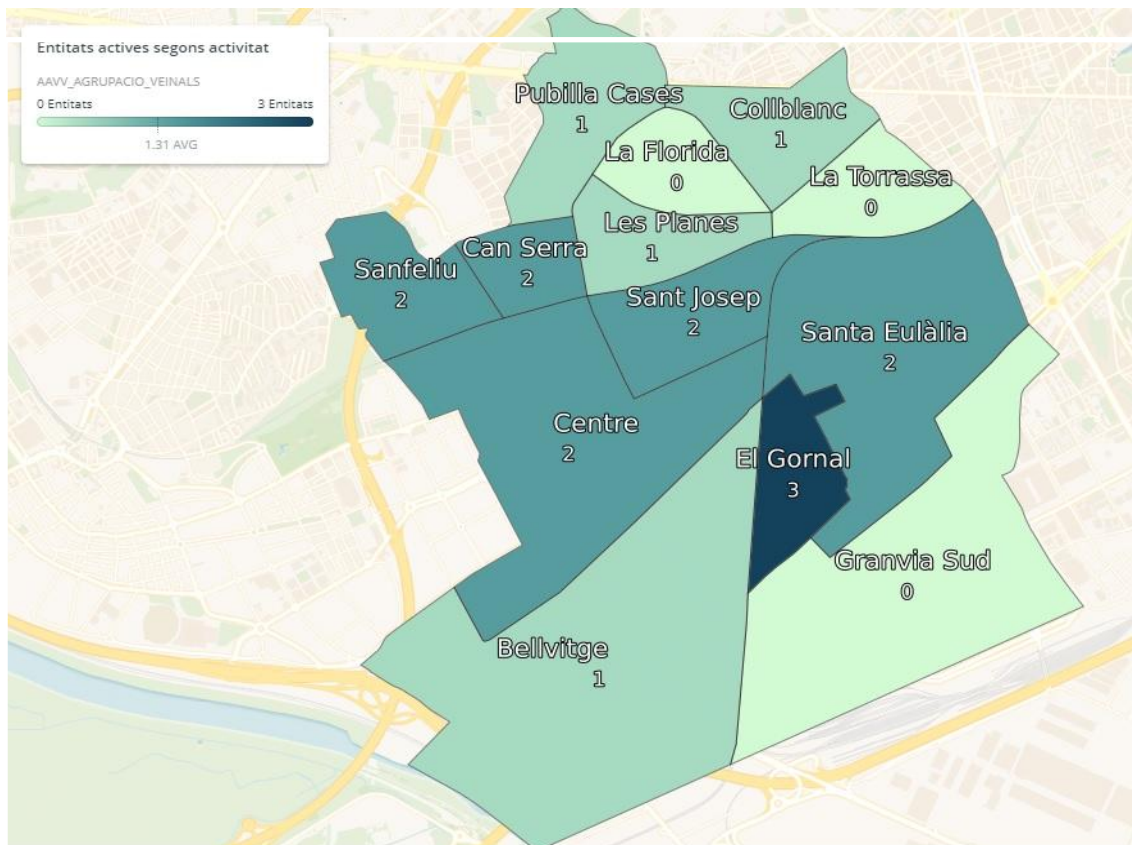 Entitats actives segons activitat
AAVV_AGRUPACIO_VEINALS
0 Entitats 3 Entitats
1.31 AVG
Pubilla Cases
1
Collblanc
1
La Florida
0
La Torrassa
0
Les Planes
1
Can Serra
2
Sanfeliu
2
Sant Josep
2
Santa Eulàlia
2
Centre
2
El Gornal
3
Granvia Sud
0
Bellvitge
1